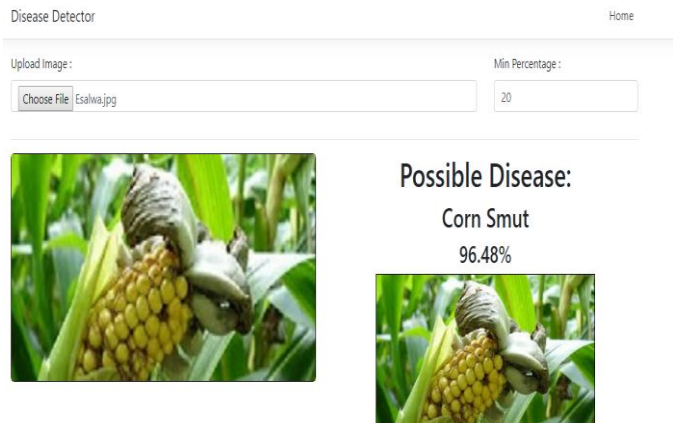 Disease Detector
Home
Upload Image :
Min Percentage :
Choose File Esalwa.jpg
20
Possible Disease:
Corn Smut
96.48%